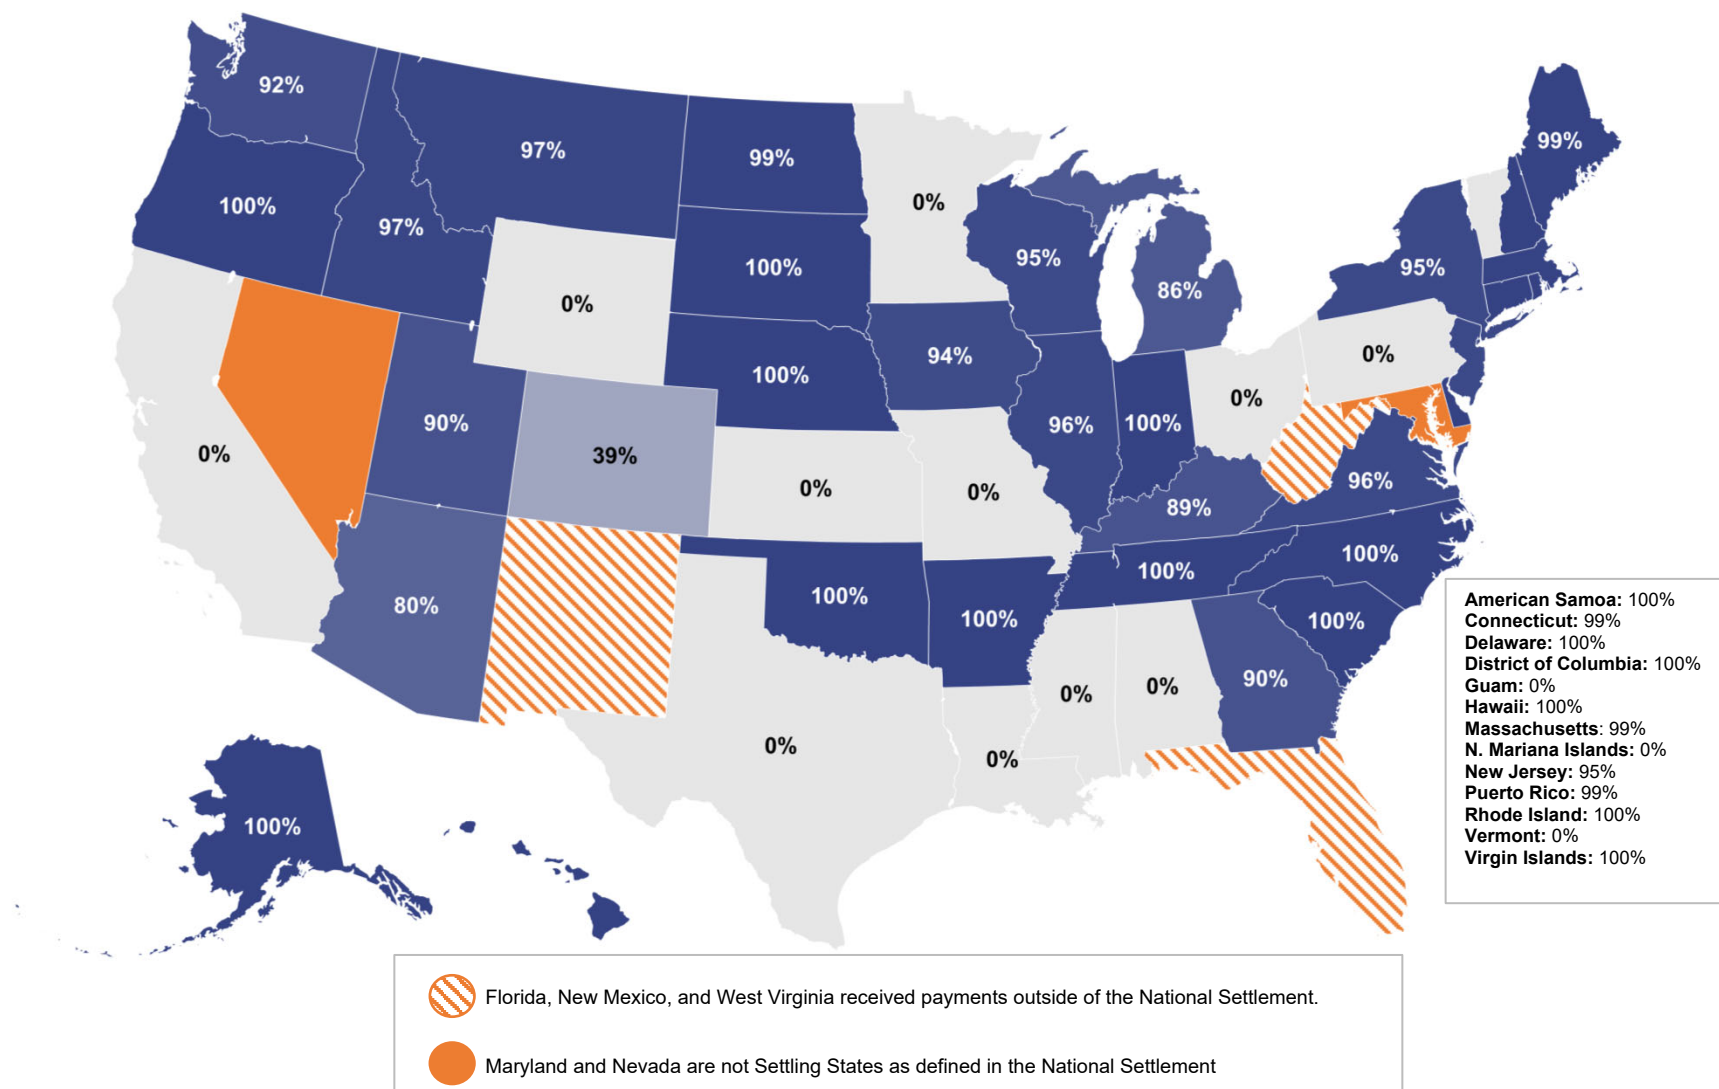 92%
97%
99%
0%
99%
100%
97%
100%
95%
95%
86%
0%
0%
94%
100%
0%
0%
90%
39%
96%
100%
0%
0%
0%
96%
89%
80%
100%
100%
100%
100%
100%
90%
0%
0%
0%
0%
100%
American Samoa: 100%
Connecticut: 99%
Delaware: 100%
District of Columbia: 100%
Guam: 0%
Hawaii: 100%
Massachusetts: 99%
N. Mariana Islands: 0%
New Jersey: 95%
Puerto Rico: 99%
Rhode Island: 100%
Vermont: 0%
Virgin Islands: 100%
Florida, New Mexico, and West Virginia received payments outside of the National Settlement.
Maryland and Nevada are not Settling States as defined in the National Settlement